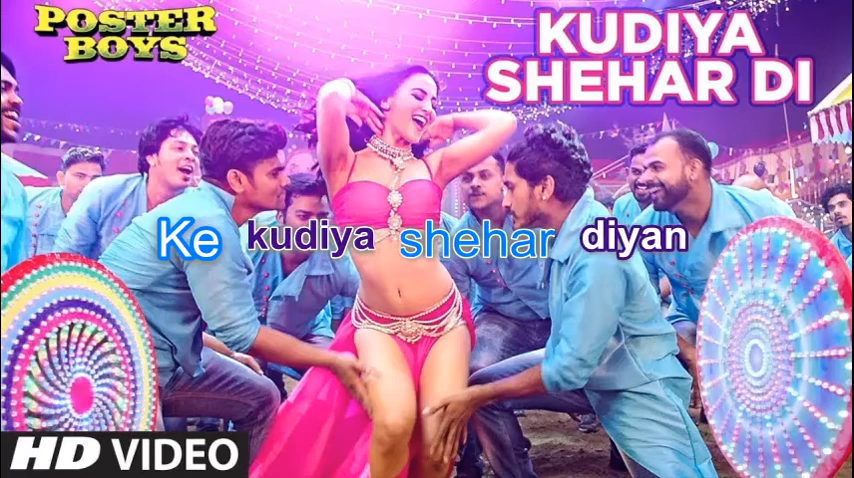 POSTER
BOYS
KUDIYA
SHEHAR DI
Ke kudiya shehar diyan
HD VIDEO